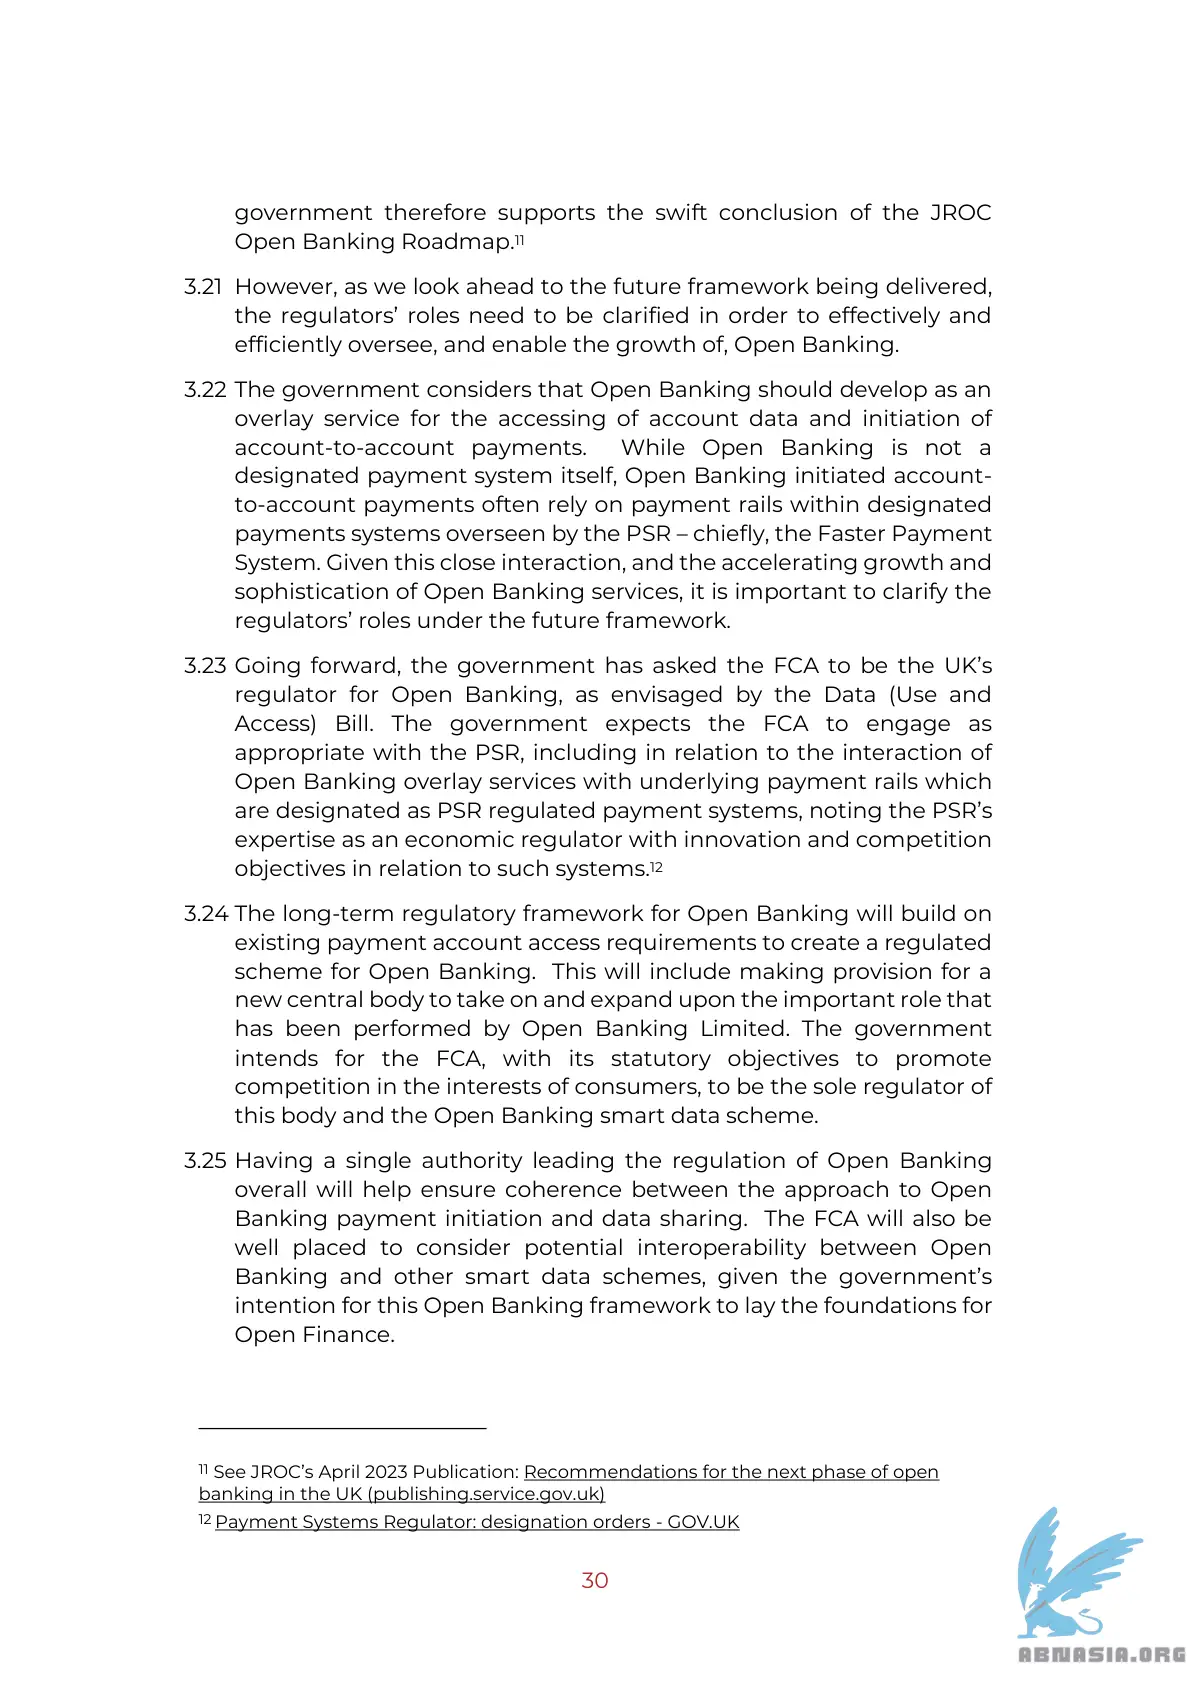 government therefore supports the swift conclusion of the JROC
Open Banking Roadmap.11
3.21 However, as we look ahead to the future framework being delivered,
the regulators’ roles need to be clarified in order to effectively and
efficiently oversee, and enable the growth of, Open Banking.
3.22 The government considers that Open Banking should develop as an
overlay service for the accessing of account data and initiation of
account-to-account payments. While Open Banking is not a
designated payment system itself, Open Banking initiated account-
to-account payments often rely on payment rails within designated
payments systems overseen by the PSR – chiefly, the Faster Payment
System. Given this close interaction, and the accelerating growth and
sophistication of Open Banking services, it is important to clarify the
regulators’ roles under the future framework.
3.23 Going forward, the government has asked the FCA to be the UK’s
regulator for Open Banking, as envisaged by the Data (Use and
Access) Bill. The government expects the FCA to engage as
appropriate with the PSR, including in relation to the interaction of
Open Banking overlay services with underlying payment rails which
are designated as PSR regulated payment systems, noting the PSR’s
expertise as an economic regulator with innovation and competition
objectives in relation to such systems.12
3.24 The long-term regulatory framework for Open Banking will build on
existing payment account access requirements to create a regulated
scheme for Open Banking. This will include making provision for a
new central body to take on and expand upon the important role that
has been performed by Open Banking Limited. The government
intends for the FCA, with its statutory objectives to promote
competition in the interests of consumers, to be the sole regulator of
this body and the Open Banking smart data scheme.
3.25 Having a single authority leading the regulation of Open Banking
overall will help ensure coherence between the approach to Open
Banking payment initiation and data sharing. The FCA will also be
well placed to consider potential interoperability between Open
Banking and other smart data schemes, given the government’s
intention for this Open Banking framework to lay the foundations for
Open Finance.
11 See JROC’s April 2023 Publication: Recommendations for the next phase of open
banking in the UK (publishing.service.gov.uk)
12 Payment Systems Regulator: designation orders - GOV.UK
30
ABNASIA.ORG